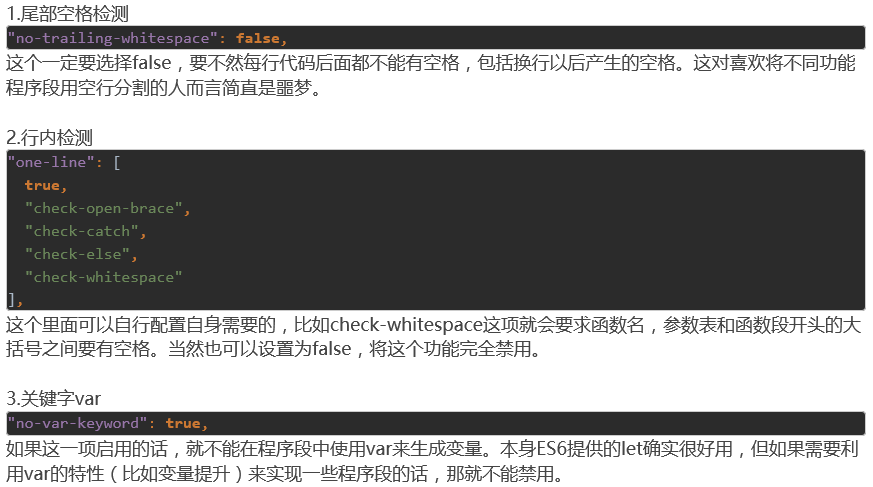 1.尾部空格检测
"no-trailing-whitespace": false,
这个一定要选择false，要不然每行代码后面都不能有空格，包括换行以后产生的空格。这对喜欢将不同功能
程序段用空行分割的人而言简直是噩梦。
2.行内检测
"one-line": [
true,
"check-open-brace",
"check-catch",
"check-else",
"check-whitespace"
],
这个里面可以自行配置自身需要的，比如check-whitespace这项就会要求函数名，参数表和函数段开头的大
括号之间要有空格。当然也可以设置为false，将这个功能完全禁用。
3.关键字var
"no-var-keyword": true,
如果这一项启用的话，就不能在程序段中使用var来生成变量。本身ES6提供的let确实很好用，但如果需要利
用var的特性（比如变量提升）来实现一些程序段的话，那就不能禁用。